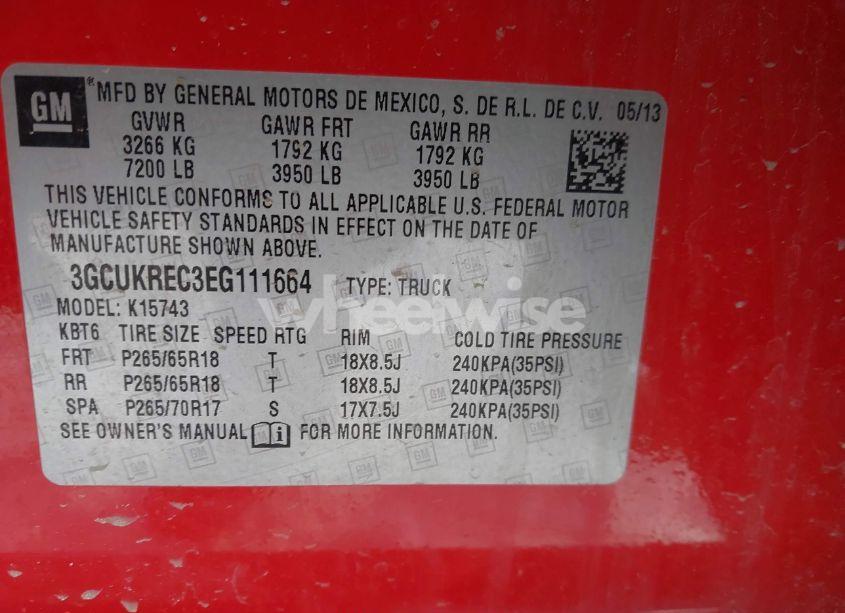 GM
® MFD BY GENERAL MOTORS DE MEXICO, S. DE R.L. DE C.V. 05/13
GVWR GAWR FRT GAWR RR
3266 KG 1792 KG 1792 KG
7200 LB 3950 LB 3950 LB
THIS VEHICLE CONFORMS TO ALL APPLICABLE U.S. FEDERAL MOTOR
VEHICLE SAFETY STANDARDS IN EFFECT ON THE DATE OF
MANUFACTURE SHOWN ABOVE.
3GCUKREC3EG111664 TYPE: TRUCK
MODEL: K15743
wheelwise
KBT6 TIRE SIZE SPEED RTG RIM COLD TIRE PRESSURE
FRT P265/65R18 T 18X8.5J 240KPA(35PSI)
RR P265/65R18 T 18X8.5J 240KPA(35PSI)
SPA P265/70R17 S 17X7.5J 240KPA(35PSI)
SEE OWNER'S MANUAL i FOR MORE INFORMATION.